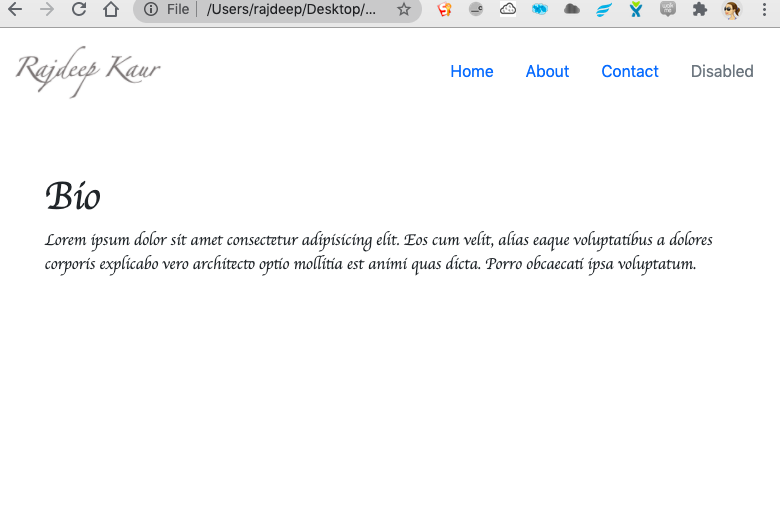 File /Users/rajdeep/Desktop/...
Rajdeep Kaur
Home About Contact Disabled
Bio
Lorem ipsum dolor sit amet consectetur adipisicing elit. Eos cum velit, alias eaque voluptatibus a dolores
corporis explicabo vero architecto optio mollitia est animi quas dicta. Porro obcaecati ipsa voluptatum.